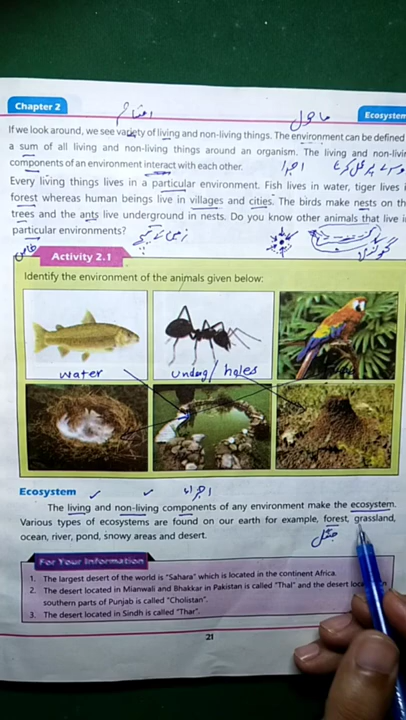 Chapter 2
Ecosystem
اقسام
ماحول
If we look around, we see variety of living and non-living things. The environment can be defined
a sum of all living and non-living things around an organism. The living and non-livin
components of an environment interact with each other.
اجزا
Every living things lives in a particular environment. Fish lives in water, tiger lives i
forest whereas human beings live in villages and cities. The birds make nests on th
trees and the ants live underground in nests. Do you know other animals that live i
particular environments?
خاص
Activity 2.1
Identify the environment of the animals given below:
water
/ holes
Ecosystem
اجزا
The living and non-living components of any environment make the ecosystem.
Various types of ecosystems are found on our earth for example, forest, grassland,
ocean, river, pond, snowy areas and desert.
جنگل
For Your Information
1. The largest desert of the world is "Sahara" which is located in the continent Africa.
2. The desert located in Mianwali and Bhakkar in Pakistan is called "Thal" and the desert located in
southern parts of Punjab is called "Cholistan".
3. The desert located in Sindh is called "Thar".
21